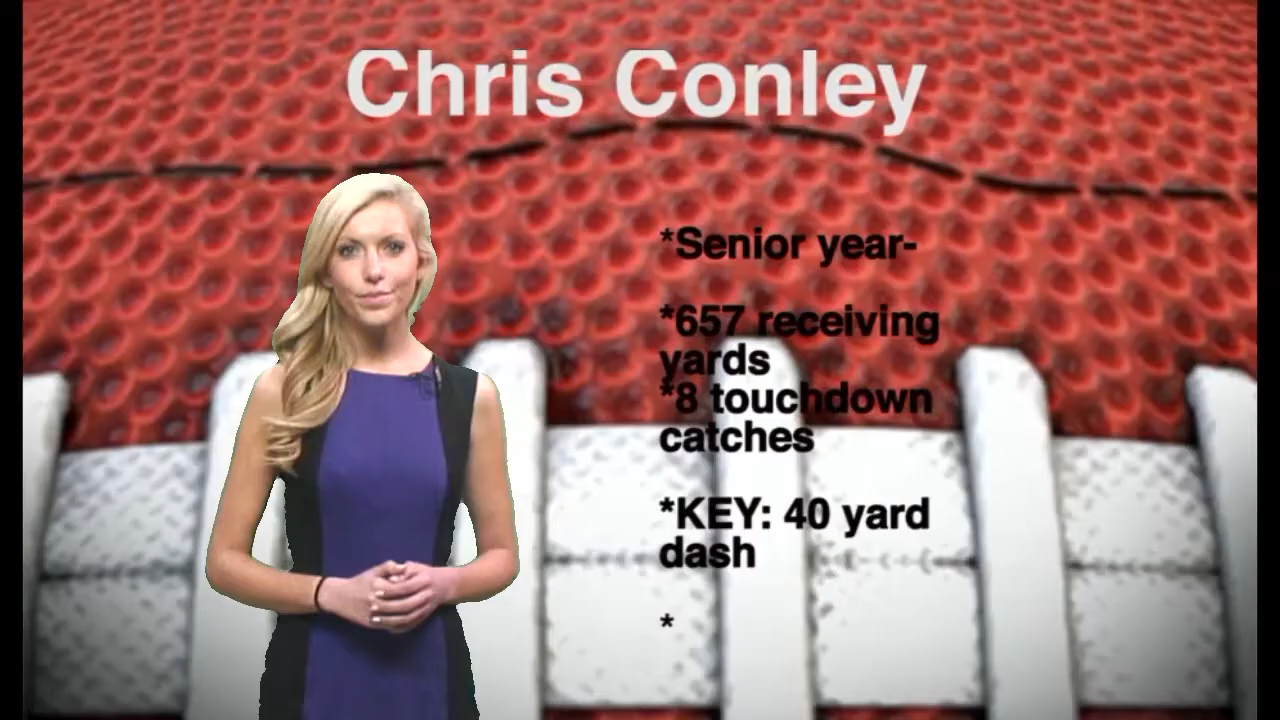 Chris Conley
*Senior year-
*657 receiving
yards
*8 touchdown
catches
*KEY: 40 yard
dash
*